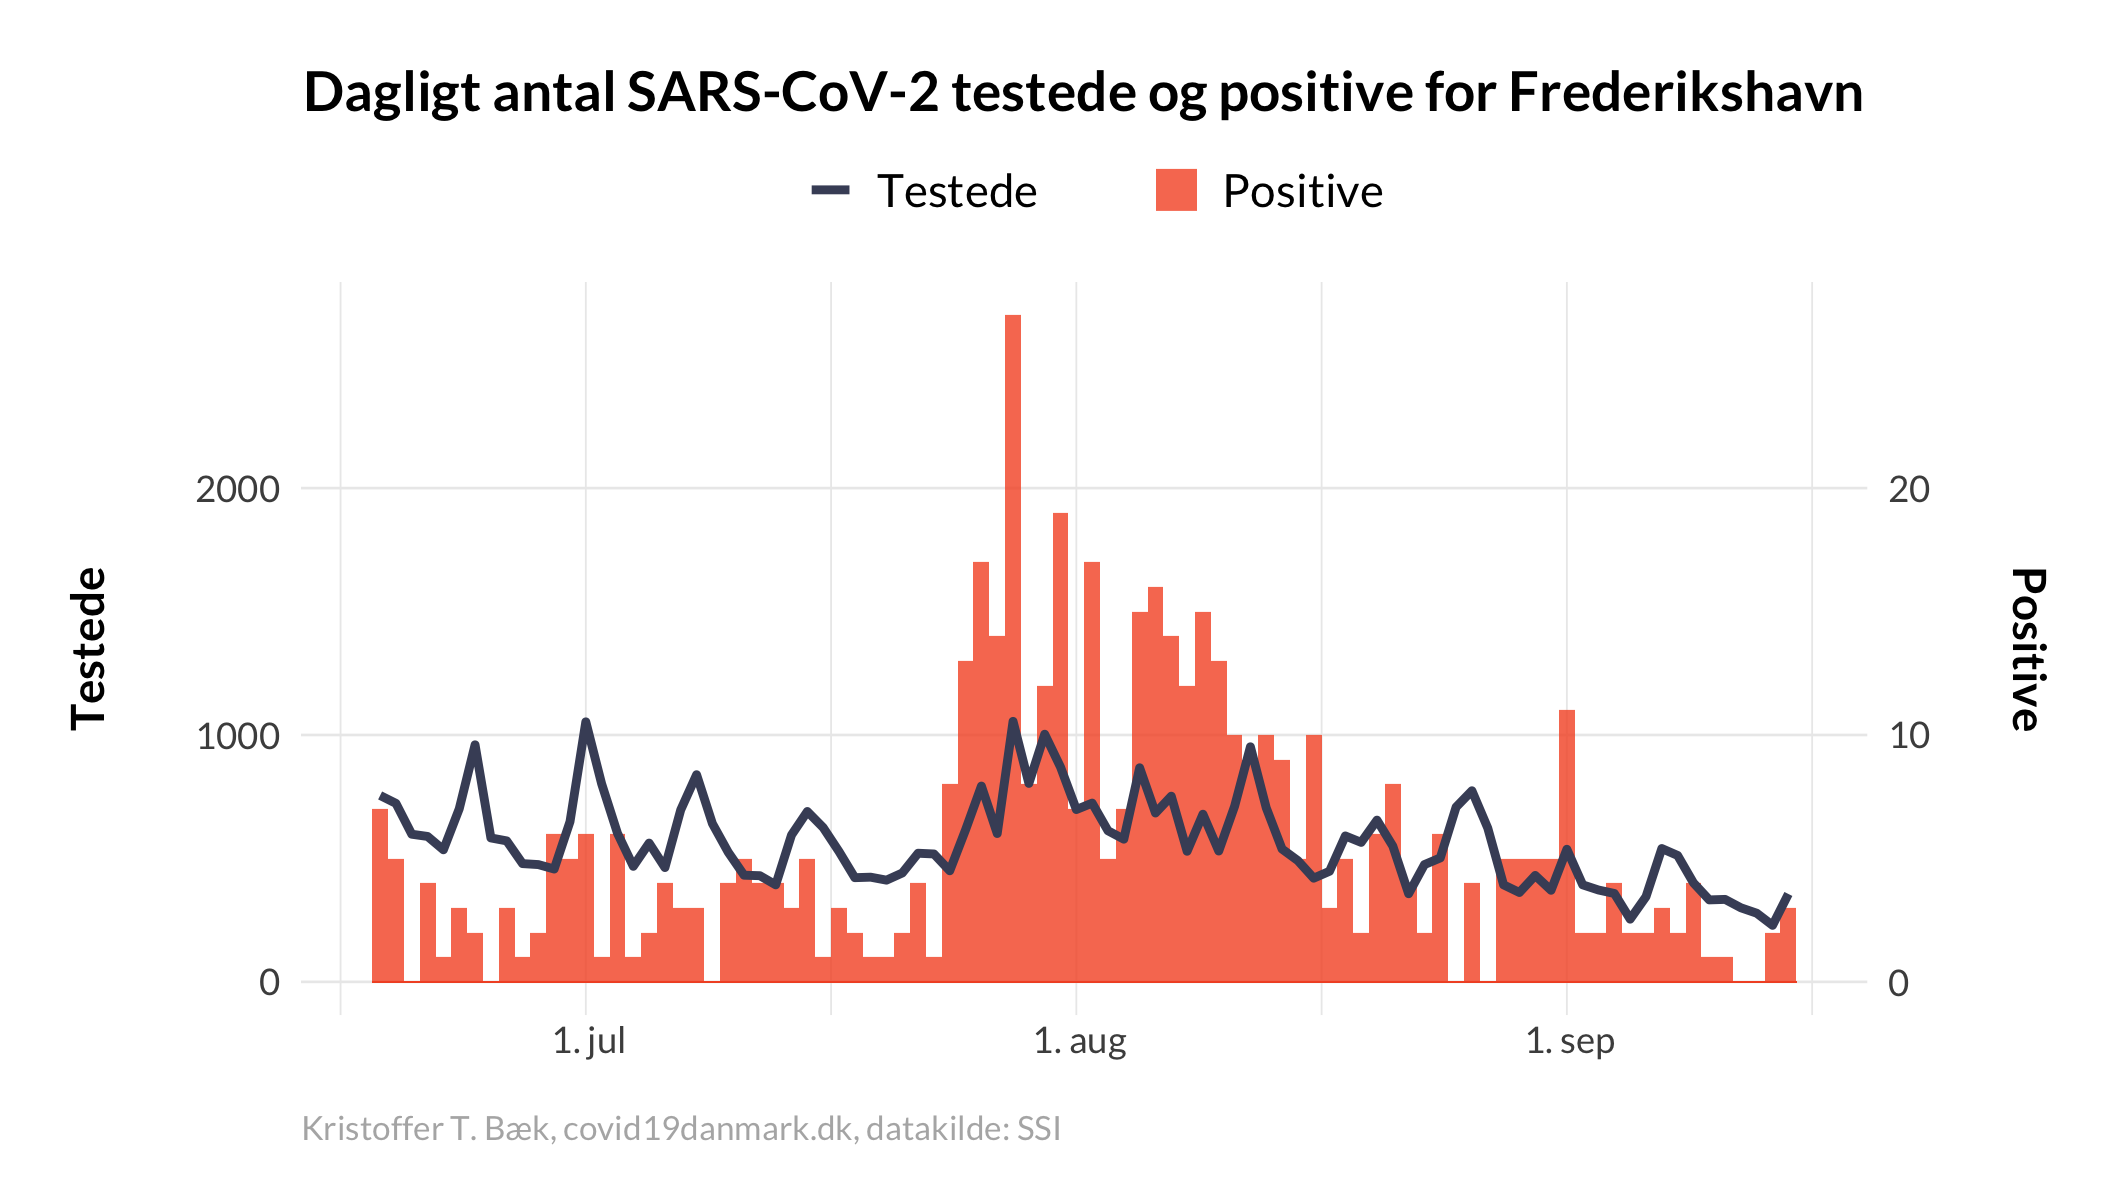 Dagligt antal SARS-CoV-2 testede og positive for Frederikshavn
Testede
Positive
2000
1000
0
Testede
20
10
0
Positive
1. jul
1. aug
1. sep
Kristoffer T. Bæk, covid19danmark.dk, datakilde: SSI